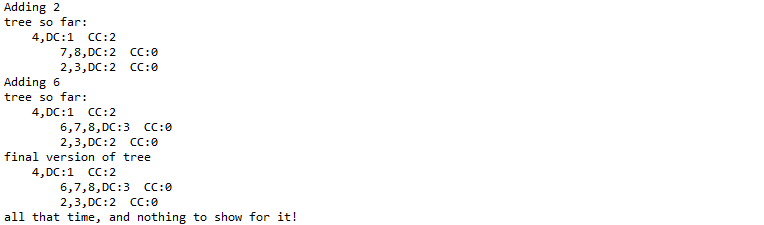 Adding 2
tree so far:
4,DC:1  CC:2
7,8,DC:2  CC:0
2,3,DC:2  CC:0
Adding 6
tree so far:
4,DC:1  CC:2
6,7,8,DC:3  CC:0
2,3,DC:2  CC:0
final version of tree
4,DC:1  CC:2
6,7,8,DC:3  CC:0
2,3,DC:2  CC:0
all that time, and nothing to show for it!